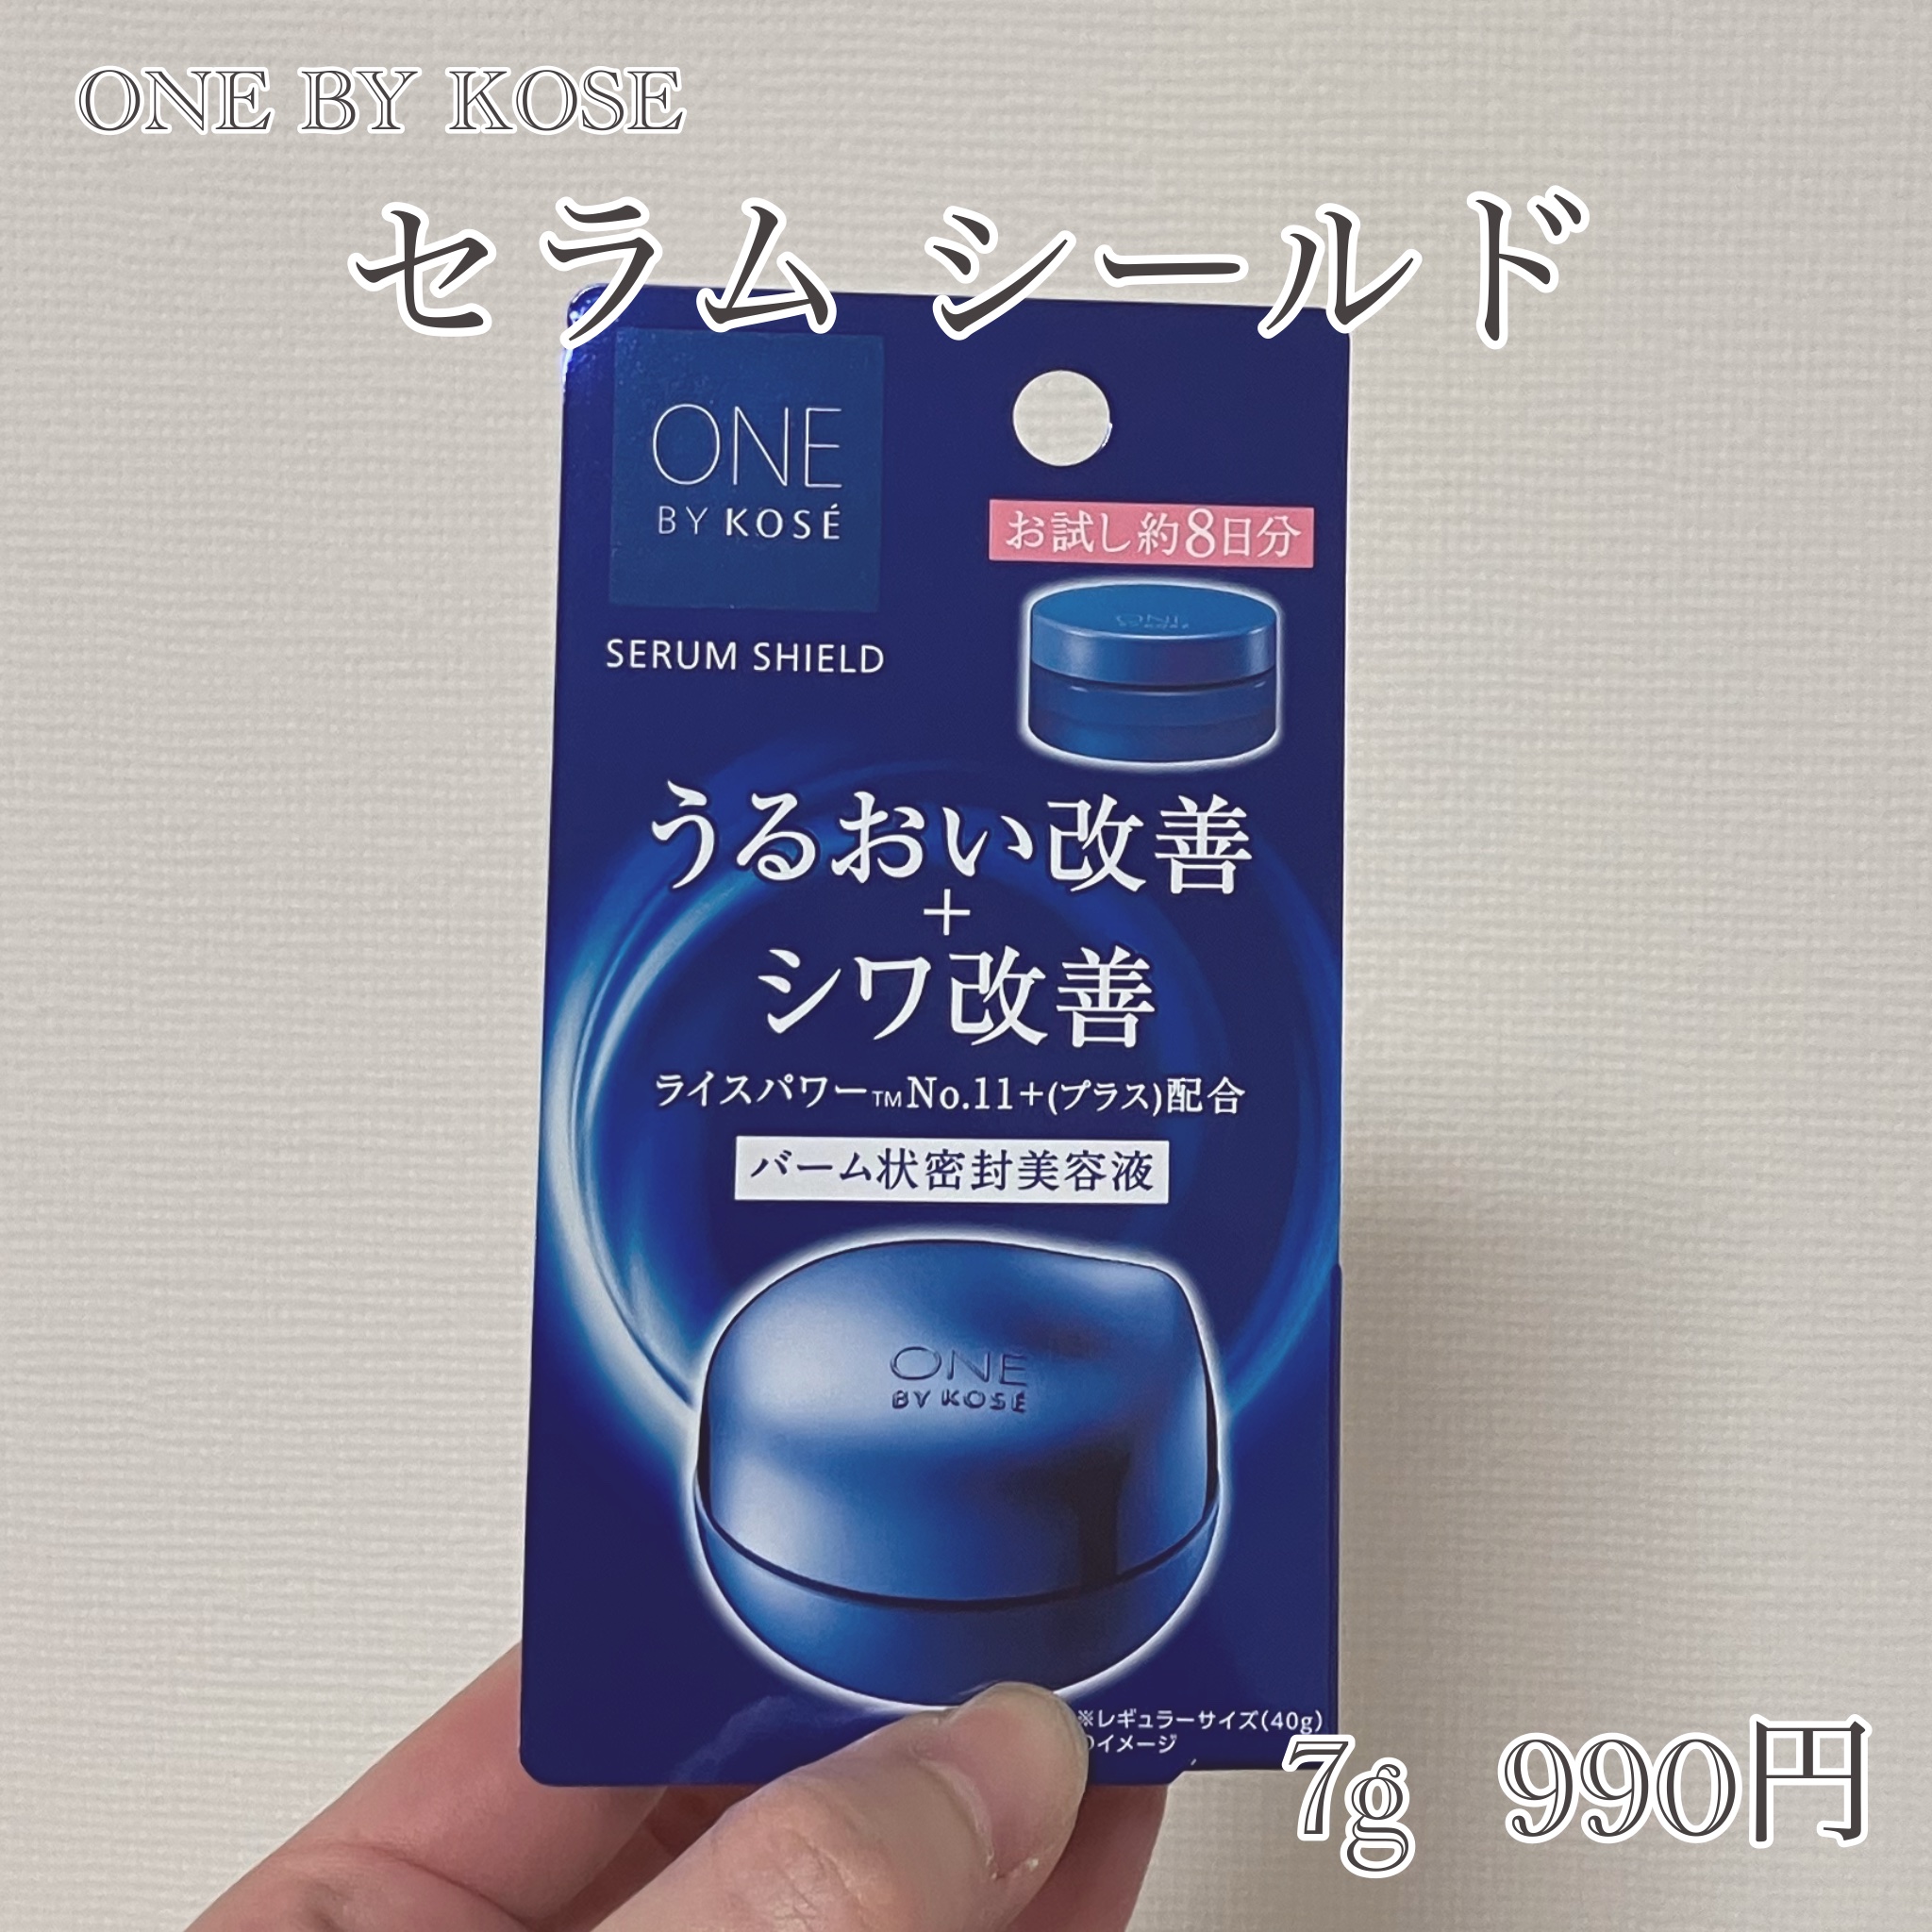 ONE BY KOSE
セラム シールド
ONE
BY KOSÉ
お試し約8日分
ONE
SERUM SHIELD
うるおい改善
+
シワ改善
ライスパワー™No.11+(プラス)配合
バーム状密封美容液
ONE
BY KOSÉ
※レギュラーサイズ(40g)
イメージ
7g 990円